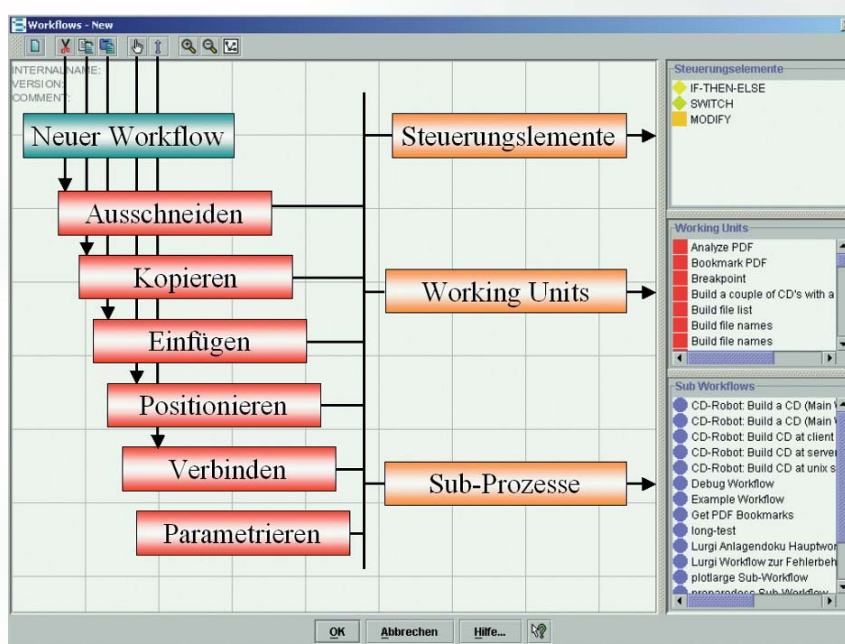 Workflows - New
INTERNALNAME:
VERSION:
COMMENT:
Neuer Workflow
Ausschneiden
Kopieren
Einfügen
Positionieren
Verbinden
Parametrieren
Steuerungslemente
Working Units
Sub-Prozesse
Steuerungselemente
IF-THEN-ELSE
SWITCH
MODIFY
Working Units
Analyze PDF
Bookmark PDF
Breakpoint
Build a couple of CD's with a
Build file list
Build file names
Build file names
Sub Workflows
CD-Robot: Build a CD (Main
CD-Robot: Build a CD (Main
CD-Robot: Build CD at client
CD-Robot: Build CD at server
CD-Robot: Build CD at unix s
Debug Workflow
Example Workflow
Get PDF Bookmarks
long-test
Lurgi Anlagendoku Hauptwor
Lurgi Workflow zur Fehlerbeh
plotlarge Sub-Workflow
OK Abbrechen Hilfe...